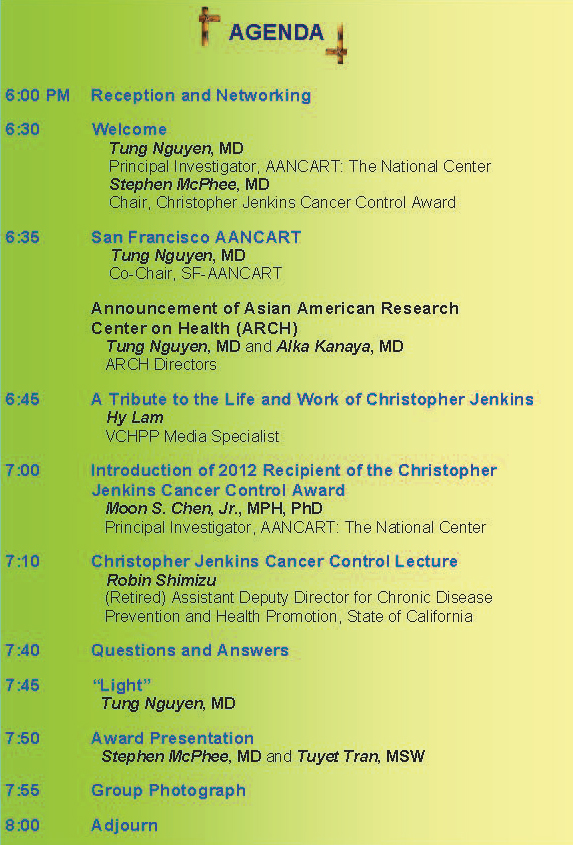 AGENDA
6:00 PM Reception and Networking
6:30 Welcome
Tung Nguyen, MD
Principal Investigator, AANCART: The National Center
Stephen McPhee, MD
Chair, Christopher Jenkins Cancer Control Award
6:35 San Francisco AANCART
Tung Nguyen, MD
Co-Chair, SF-AANCART
Announcement of Asian American Research
Center on Health (ARCH)
Tung Nguyen, MD and Alka Kanaya, MD
ARCH Directors
6:45 A Tribute to the Life and Work of Christopher Jenkins
Hy Lam
VCHPP Media Specialist
7:00 Introduction of 2012 Recipient of the Christopher
Jenkins Cancer Control Award
Moon S. Chen, Jr., MPH, PhD
Principal Investigator, AANCART: The National Center
7:10 Christopher Jenkins Cancer Control Lecture
Robin Shimizu
(Retired) Assistant Deputy Director for Chronic Disease
Prevention and Health Promotion, State of California
7:40 Questions and Answers
7:45 “Light”
Tung Nguyen, MD
7:50 Award Presentation
Stephen McPhee, MD and Tuyet Tran, MSW
7:55 Group Photograph
8:00 Adjourn